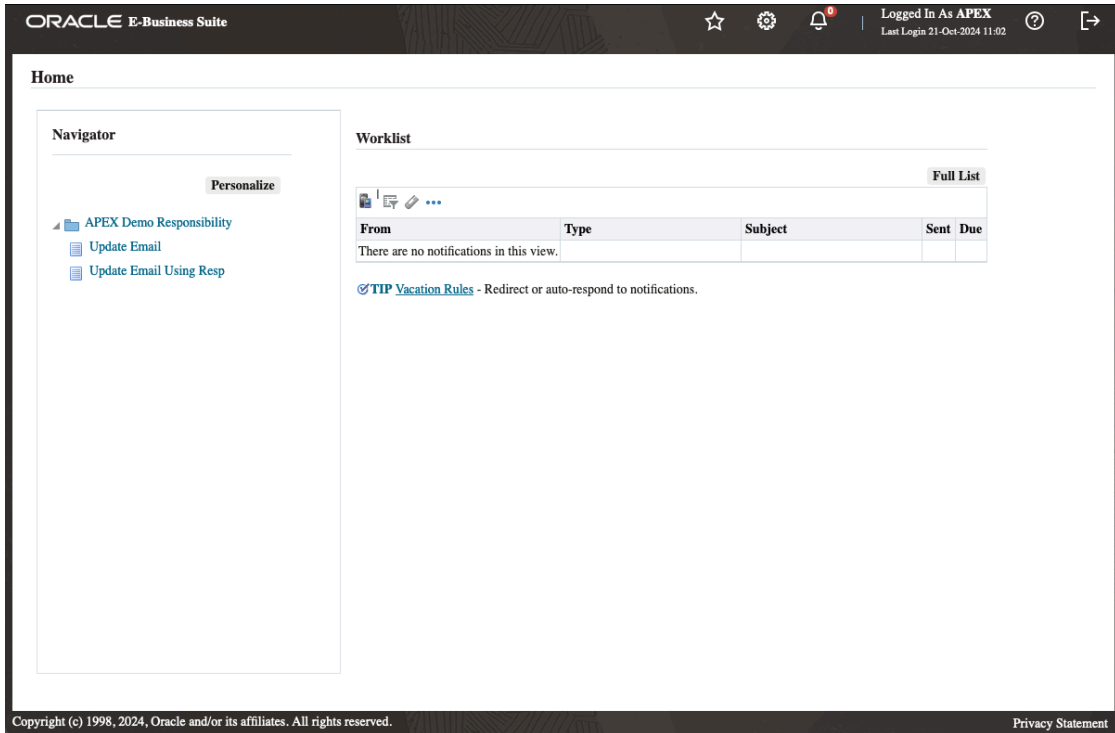 ORACLE E-Business Suite
0
Logged In As APEX
Last Login 21-Oct-2024 11:02
Home
Navigator
Personalize
APEX Demo Responsibility
Update Email
Update Email Using Resp
Worklist
Full List
From Type Subject Sent Due
There are no notifications in this view.
TIP Vacation Rules - Redirect or auto-respond to notifications.
Copyright (c) 1998, 2024, Oracle and/or its affiliates. All rights reserved.
Privacy Statement